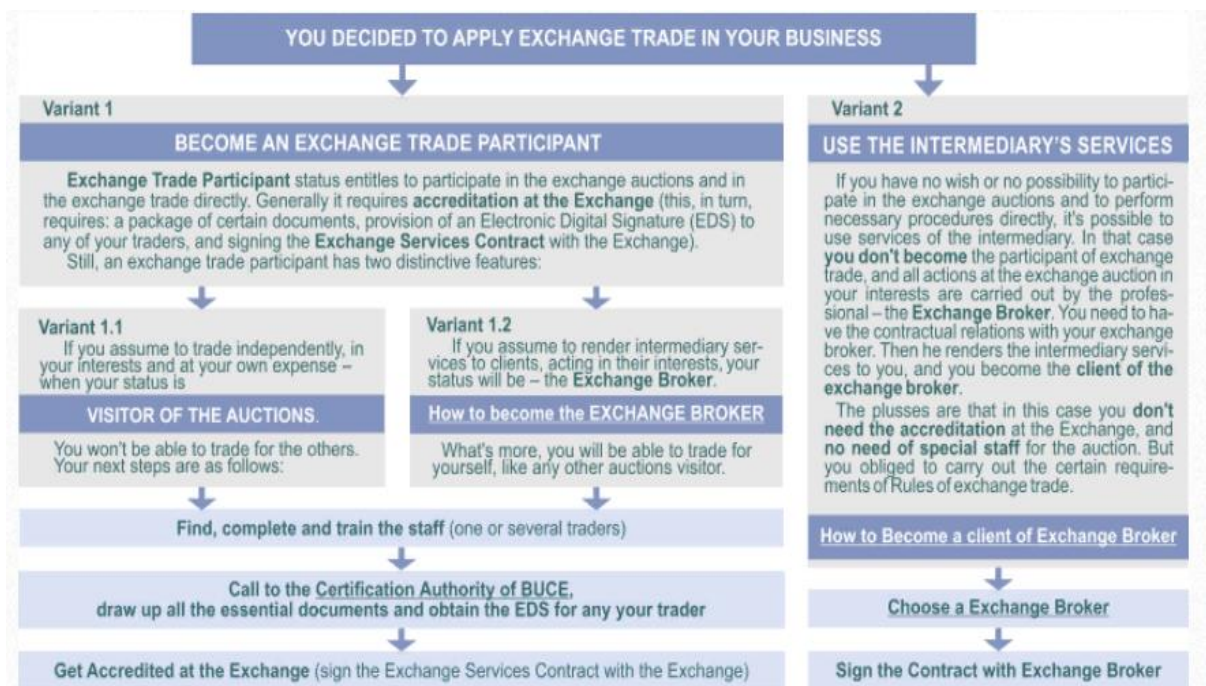 YOU DECIDED TO APPLY EXCHANGE TRADE IN YOUR BUSINESS
Variant 1
BECOME AN EXCHANGE TRADE PARTICIPANT
Exchange Trade Participant status entitles to participate in the exchange auctions and in
the exchange trade directly. Generally it requires accreditation at the Exchange (this, in turn,
requires: a package of certain documents, provision of an Electronic Digital Signature (EDS) to
any of your traders, and signing the Exchange Services Contract with the Exchange).
Still, an exchange trade participant has two distinctive features:
Variant 1.1
If you assume to trade independently, in
your interests and at your own expense –
when your status is
VISITOR OF THE AUCTIONS.
You won't be able to trade for the others.
Your next steps are as follows:
Variant 1.2
If you assume to render intermediary ser-
vices to clients, acting in their interests, your
status will be – the Exchange Broker.
How to become the EXCHANGE BROKER
What's more, you will be able to trade for
yourself, like any other auctions visitor.
Find, complete and train the staff (one or several traders)
Call to the Certification Authority of BUCE,
draw up all the essential documents and obtain the EDS for any your trader
Get Accredited at the Exchange (sign the Exchange Services Contract with the Exchange)
Variant 2
USE THE INTERMEDIARY'S SERVICES
If you have no wish or no possibility to partici-
pate in the exchange auctions and to perform
necessary procedures directly, it's possible to
use services of the intermediary. In that case
you don't become the participant of exchange
trade, and all actions at the exchange auction in
your interests are carried out by the profes-
sional – the Exchange Broker. You need to ha-
ve the contractual relations with your exchange
broker. Then he renders the intermediary servi-
ces to you, and you become the client of the
exchange broker.
The plusses are that in this case you don't
need the accreditation at the Exchange, and
no need of special staff for the auction. But
you obliged to carry out the certain require-
ments of Rules of exchange trade.
How to Become a client of Exchange Broker
Choose a Exchange Broker
Sign the Contract with Exchange Broker